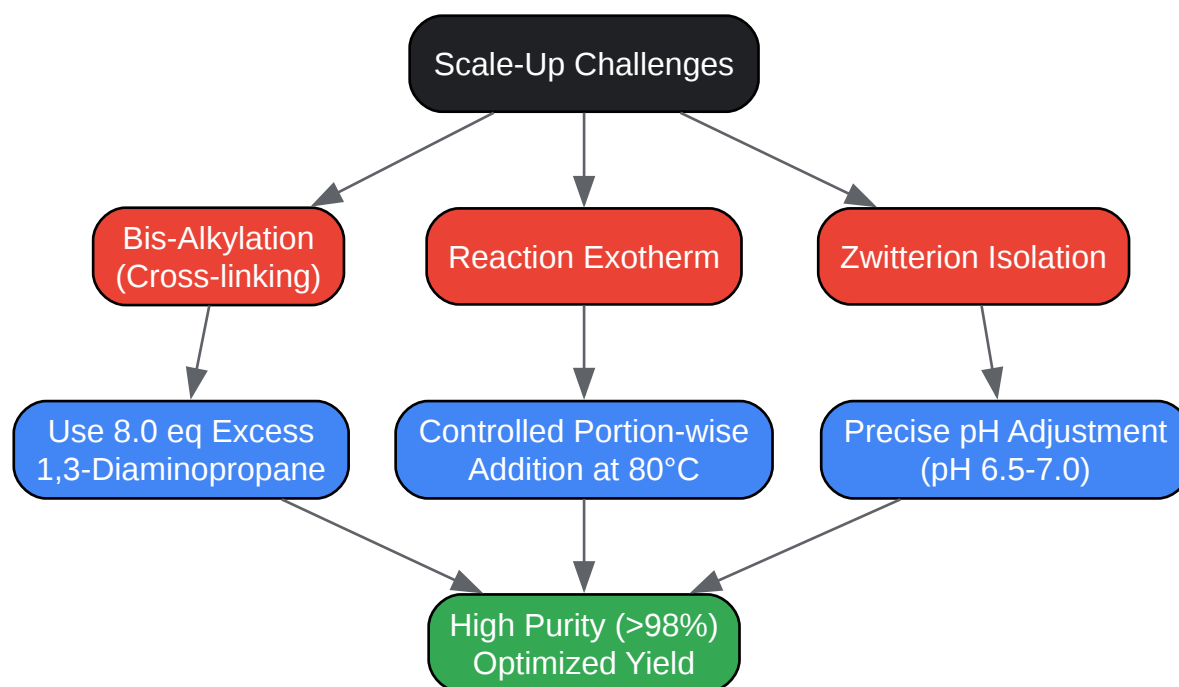 Scale-Up Challenges
Bis-Alkylation
(Cross-linking)
Reaction Exotherm
Zwitterion Isolation
Use 8.0 eq Excess
1,3-Diaminopropane
Controlled Portion-wise
Addition at 80°C
Precise pH Adjustment
(pH 6.5-7.0)
High Purity (>98%)
Optimized Yield